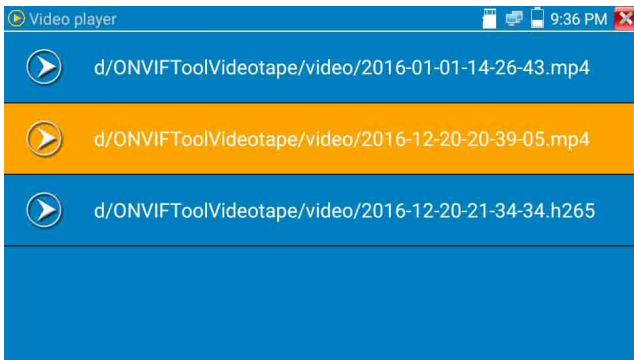 Video player
9:36 PM
d/ONVIFToolVideotape/video/2016-01-01-14-26-43.mp4
d/ONVIFToolVideotape/video/2016-12-20-20-39-05.mp4
d/ONVIFToolVideotape/video/2016-12-20-21-34-34.h265